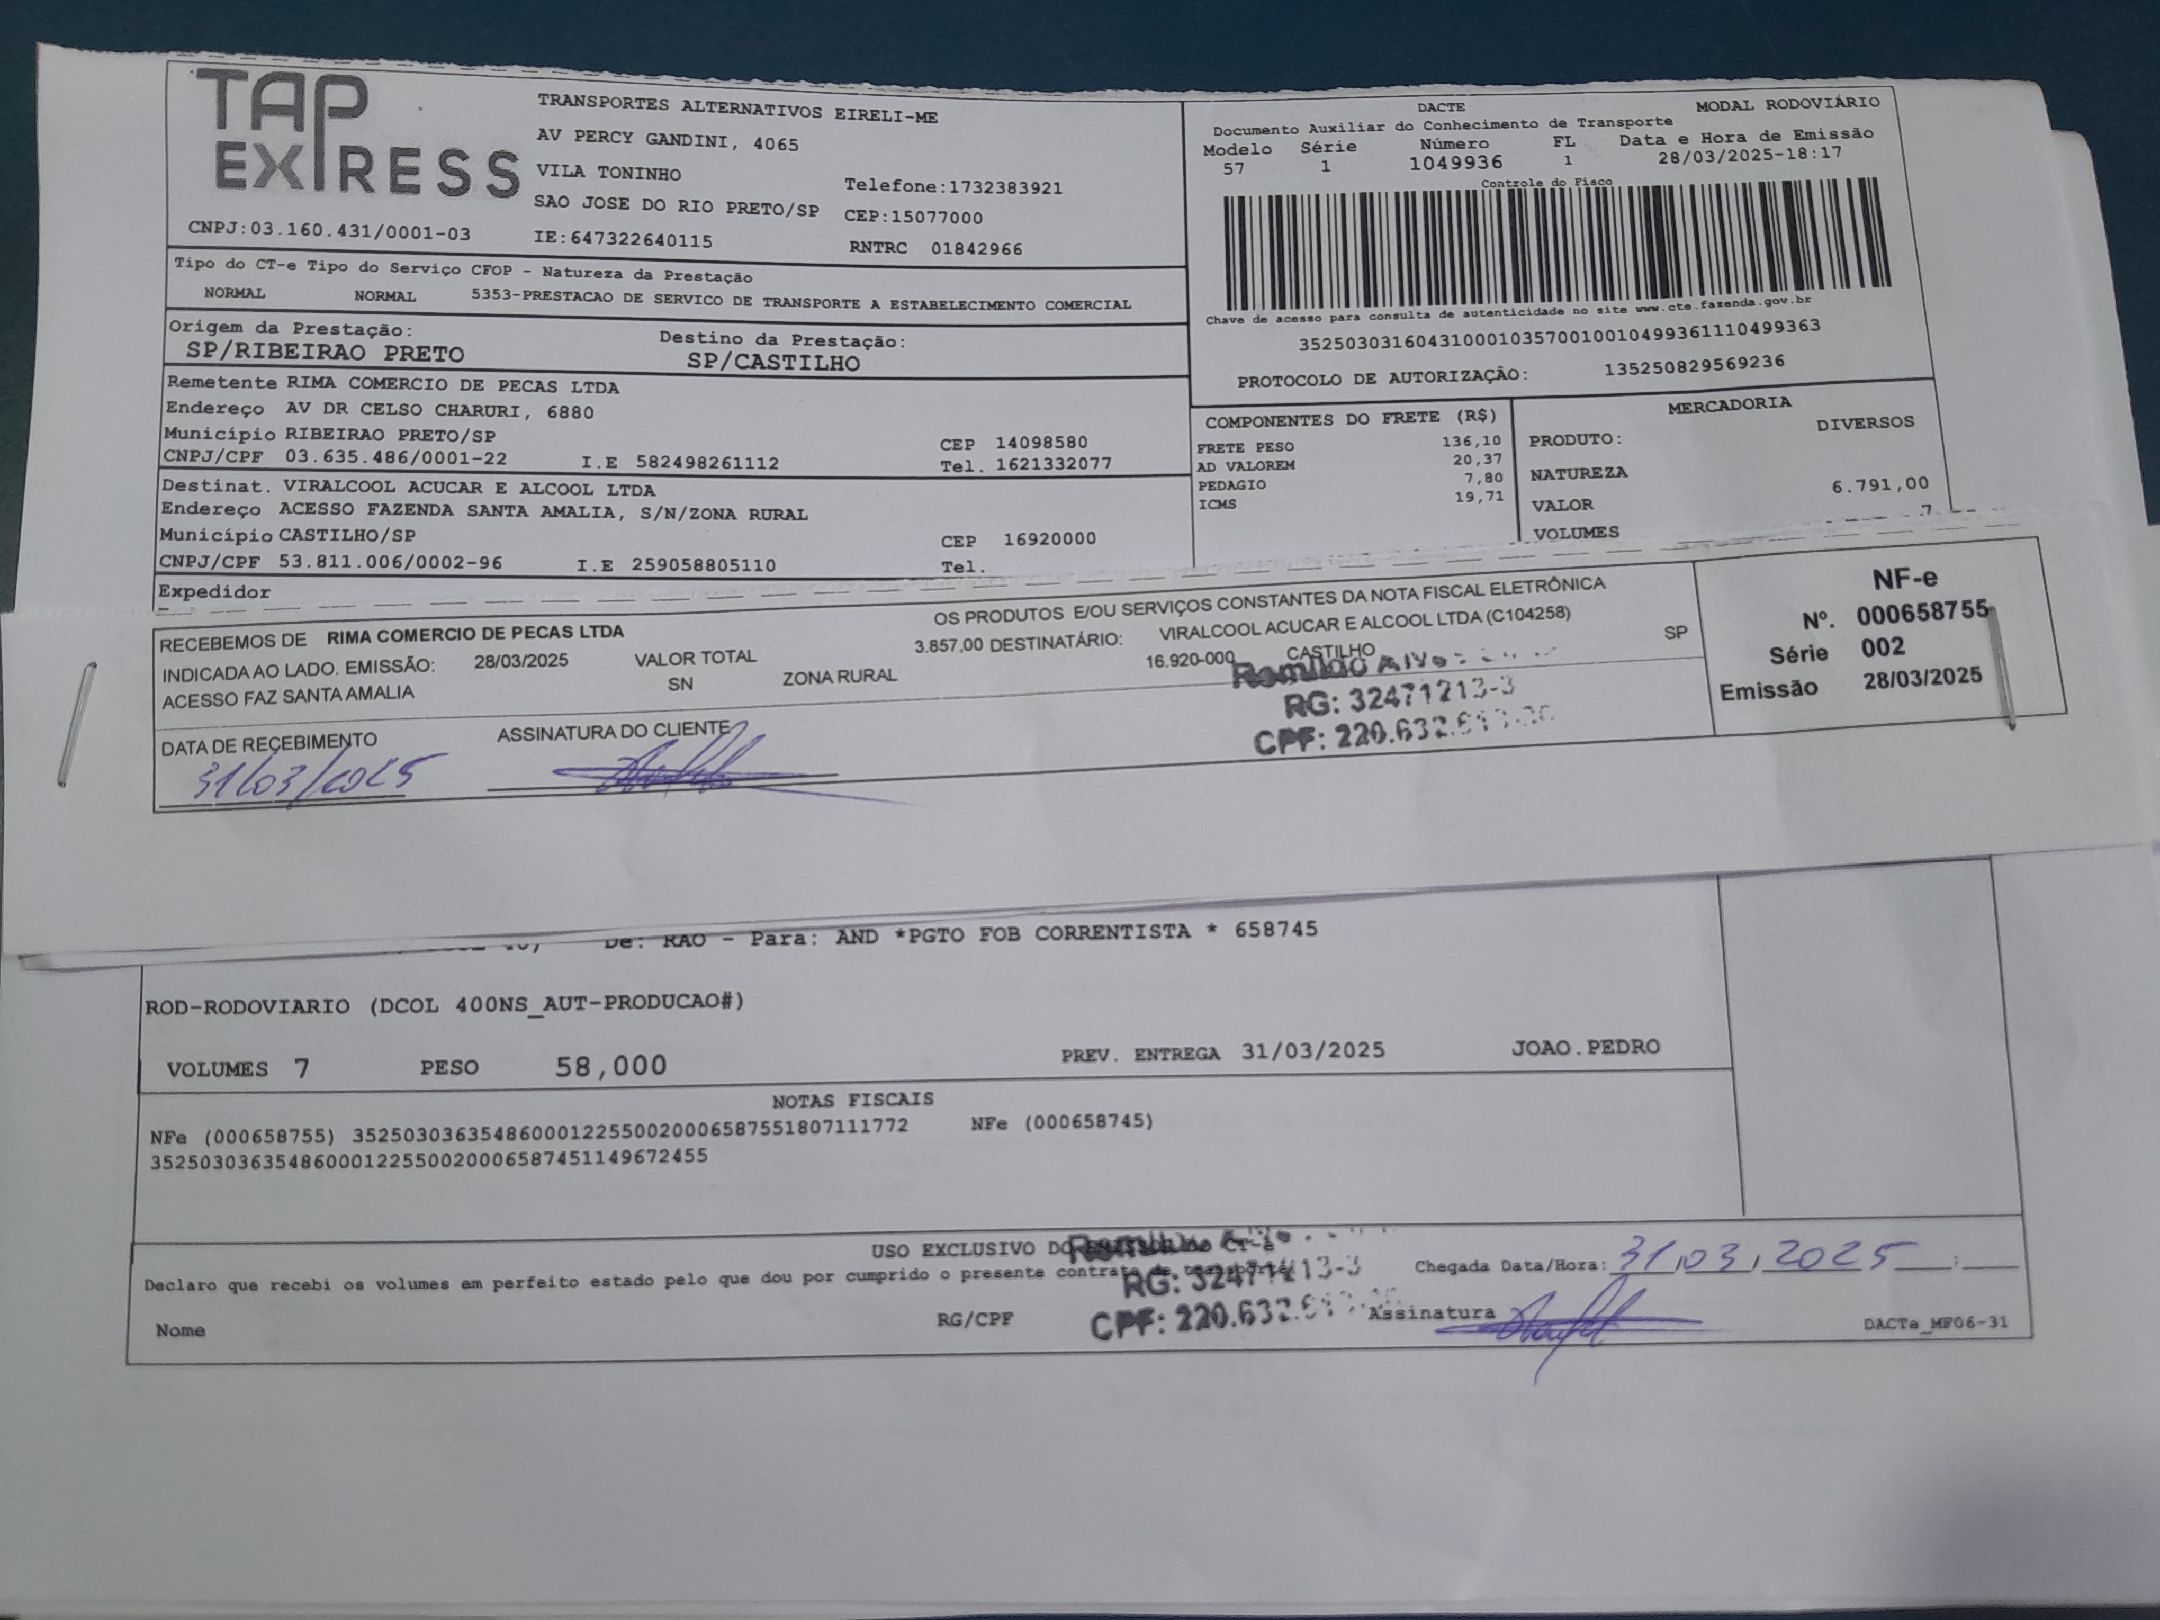 TAP EXPRESS
TRANSPORTES ALTERNATIVOS EIRELI-ME
AV PERCY GANDINI, 4065
VILA TONINHO
Telefone:1732383921
SAO JOSE DO RIO PRETO/SP CEP:15077000
CNPJ:03.160.431/0001-03 IE:647322640115 RNTRC 01842966
DACTE MODAL RODOVIÁRIO
Documento Auxiliar do Conhecimento de Transporte
Modelo Série Número FL Data e Hora de Emissão
57 1 1049936 1 28/03/2025-18:17
Controle do Fisco
Chave de acesso para consulta de autenticidade no site www.cte.fazenda.gov.br
35250303160431000103570010010499361110499363
PROTOCOLO DE AUTORIZAÇÃO: 135250829569236
Tipo do CT-e Tipo do Serviço CFOP - Natureza da Prestação
NORMAL NORMAL 5353-PRESTACAO DE SERVICO DE TRANSPORTE A ESTABELECIMENTO COMERCIAL
Origem da Prestação: Destino da Prestação:
SP/RIBEIRAO PRETO SP/CASTILHO
Remetente RIMA COMERCIO DE PECAS LTDA
Endereço AV DR CELSO CHARURI, 6880
Município RIBEIRAO PRETO/SP CEP 14098580
CNPJ/CPF 03.635.486/0001-22 I.E 582498261112 Tel. 1621332077
Destinat. VIRALCOOL ACUCAR E ALCOOL LTDA
Endereço ACESSO FAZENDA SANTA AMALIA, S/N/ZONA RURAL
Município CASTILHO/SP CEP 16920000
CNPJ/CPF 53.811.006/0002-96 I.E 259058805110 Tel.
Expedidor
COMPONENTES DO FRETE (R$)
FRETE PESO 136,10
AD VALOREM 20,37
PEDAGIO 7,80
ICMS 19,71
MERCADORIA
PRODUTO: DIVERSOS
NATUREZA
VALOR 6.791,00
VOLUMES 7
RECEBEMOS DE RIMA COMERCIO DE PECAS LTDA OS PRODUTOS E/OU SERVIÇOS CONSTANTES DA NOTA FISCAL ELETRÔNICA
INDICADA AO LADO. EMISSÃO: 28/03/2025 VALOR TOTAL 3.857,00 DESTINATÁRIO: VIRALCOOL ACUCAR E ALCOOL LTDA (C104258)
ACESSO FAZ SANTA AMALIA SN ZONA RURAL 16.920-000 CASTILHO SP
NF-e
Nº. 000658755
Série 002
Emissão 28/03/2025
Romildo
RG: 32471213-3
CPF: 220.632.
DATA DE RECEBIMENTO ASSINATURA DO CLIENTE
31/03/2025
De: RAO - Para: AND *PGTO FOB CORRENTISTA * 658745
ROD-RODOVIARIO (DCOL 400NS_AUT-PRODUCAO#)
VOLUMES 7 PESO 58,000 PREV. ENTREGA 31/03/2025 JOAO.PEDRO
NOTAS FISCAIS
NFe (000658755) 35250303635486000122550020006587551807111772 NFe (000658745)
35250303635486000122550020006587451149672455
USO EXCLUSIVO DO
Romildo
Declaro que recebi os volumes em perfeito estado pelo que dou por cumprido o presente contrato de transporte
Chegada Data/Hora: 31/03/2025 :
RG: 32471213-3
CPF: 220.632.
Nome RG/CPF Assinatura DACTe_MF06-31